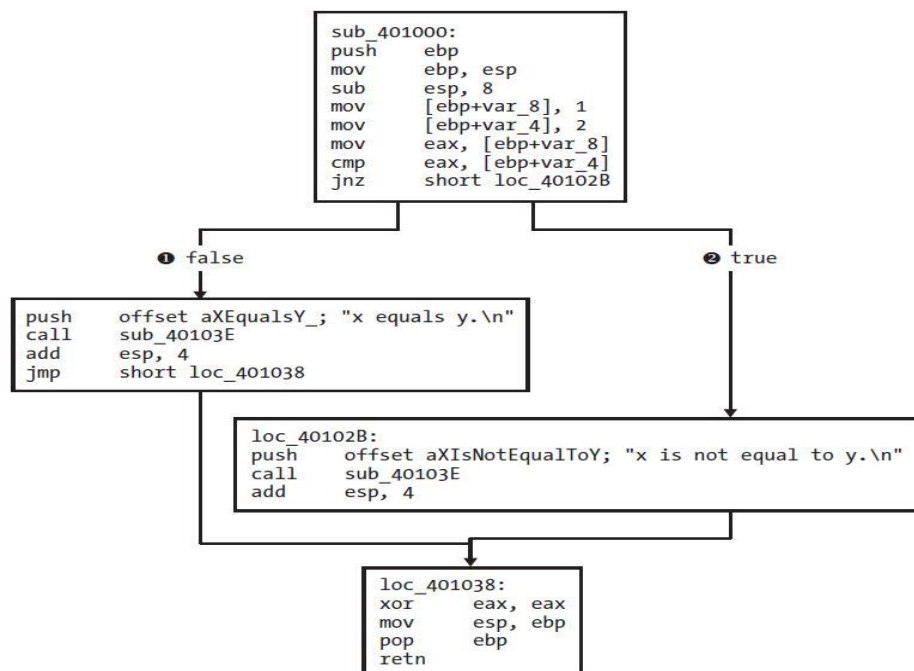 sub_401000:
push ebp
mov ebp, esp
sub esp, 8
mov [ebp+var_8], 1
mov [ebp+var_4], 2
mov eax, [ebp+var_8]
cmp eax, [ebp+var_4]
jnz short loc_40102B
❶ false
❷ true
push offset aXEqualsY_; "x equals y.\n"
call sub_40103E
add esp, 4
jmp short loc_401038
loc_40102B:
push offset aXIsNotEqualToY; "x is not equal to y.\n"
call sub_40103E
add esp, 4
loc_401038:
xor eax, eax
mov esp, ebp
pop ebp
retn